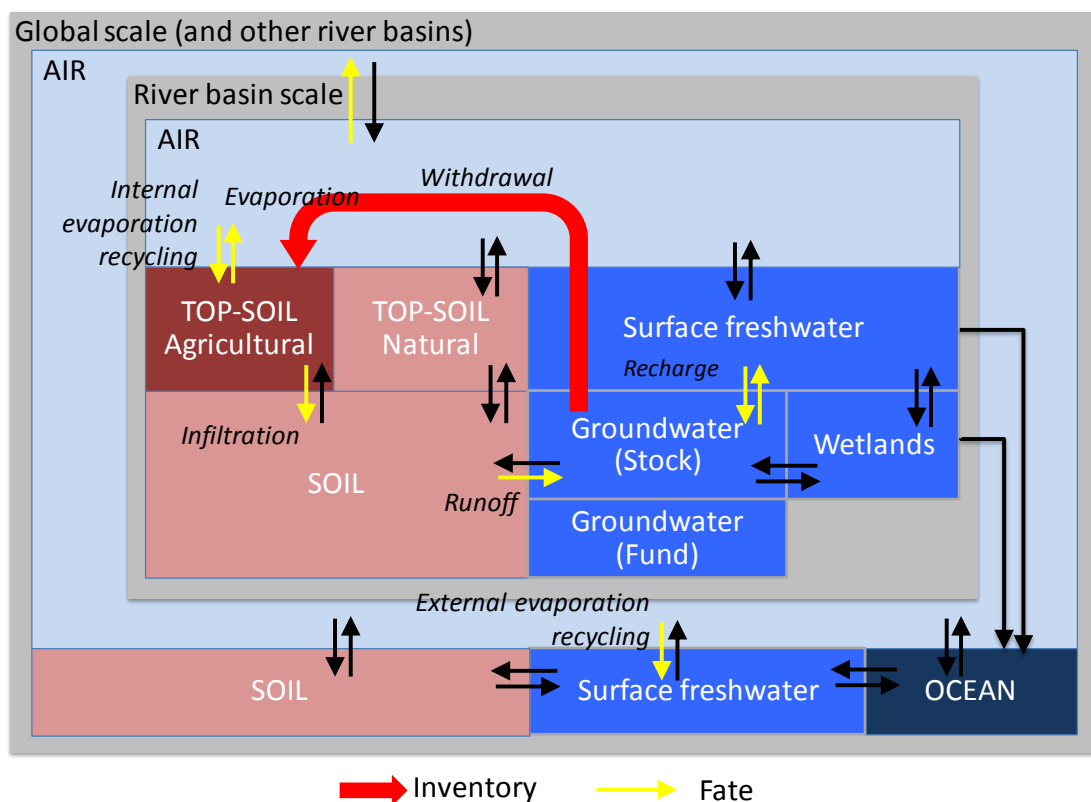 Global scale (and other river basins)
AIR
River basin scale
AIR
Internal
evaporation
recycling
Evaporation
Withdrawal
TOP-SOIL
Agricultural
TOP-SOIL
Natural
Surface freshwater
Recharge
Infiltration
SOIL
Groundwater
(Stock)
Wetlands
Runoff
Groundwater
(Fund)
External evaporation
recycling
SOIL
Surface freshwater
OCEAN
Inventory
Fate